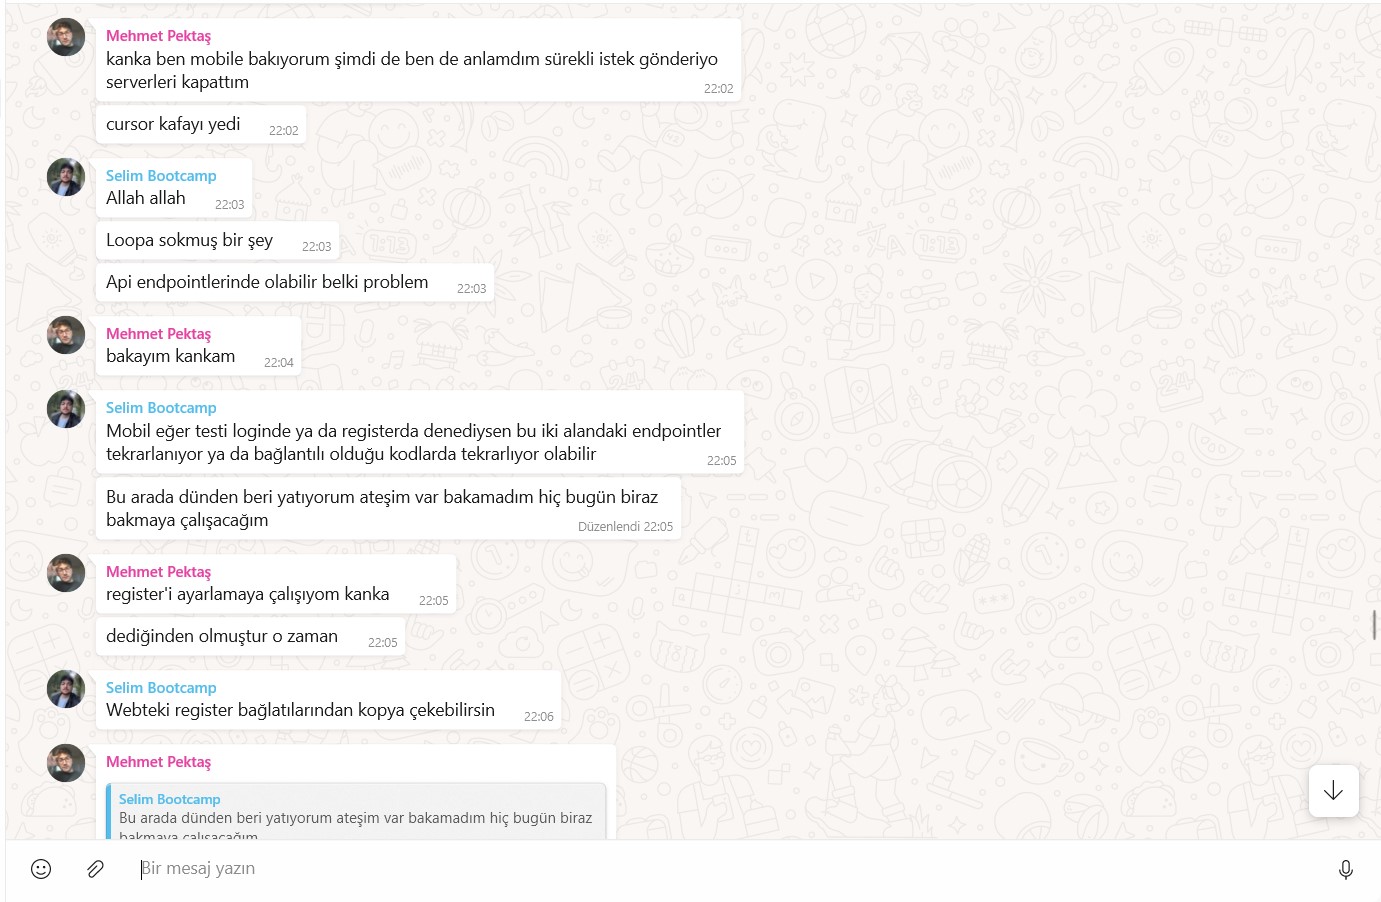 Mehmet Pektaş
kanka ben mobile bakıyorum şimdi de ben de anlamdım sürekli istek gönderiyo
serverleri kapattım
22:02
cursor kafayı yedi
22:02
Selim Bootcamp
Allah allah
22:03
Loopa sokmuş bir şey
22:03
Api endpointlerinde olabilir belki problem
22:03
Mehmet Pektaş
bakayım kankam
22:04
Selim Bootcamp
Mobil eğer testi loginde ya da registerda denediysen bu iki alandaki endpointler
tekrarlanıyor ya da bağlantılı olduğu kodlarda tekrarlıyor olabilir
22:05
Bu arada dünden beri yatıyorum ateşim var bakamadım hiç bugün biraz
bakmaya çalışacağım
Düzenlendi 22:05
Mehmet Pektaş
register'i ayarlamaya çalışıyom kanka
22:05
dediğinden olmuştur o zaman
22:05
Selim Bootcamp
Webteki register bağlatılarından kopya çekebilirsin
22:06
Mehmet Pektaş
Selim Bootcamp
Bu arada dünden beri yatıyorum ateşim var bakamadım hiç bugün biraz
bakmaya çalışacağım
Bir mesaj yazın